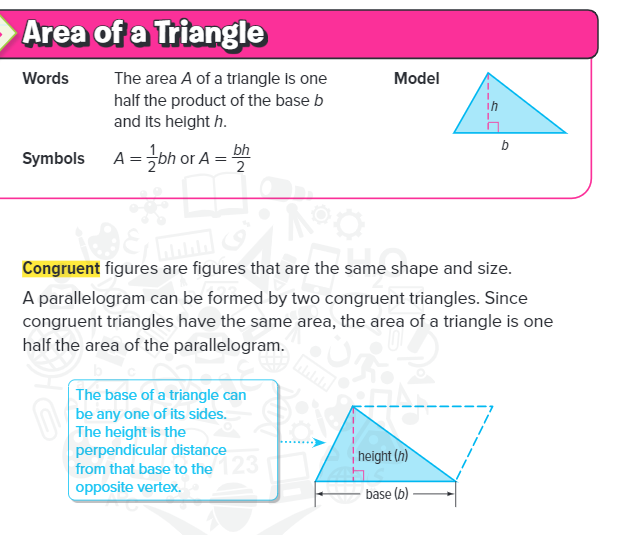 Area of a Triangle
Words The area A of a triangle is one Model
half the product of the base b
and its height h.
h
b
Symbols A = 1/2 bh or A = bh/2
Congruent figures are figures that are the same shape and size.
A parallelogram can be formed by two congruent triangles. Since
congruent triangles have the same area, the area of a triangle is one
half the area of the parallelogram.
The base of a triangle can
be any one of its sides.
The height is the
perpendicular distance
from that base to the
opposite vertex.
height (h)
base (b)